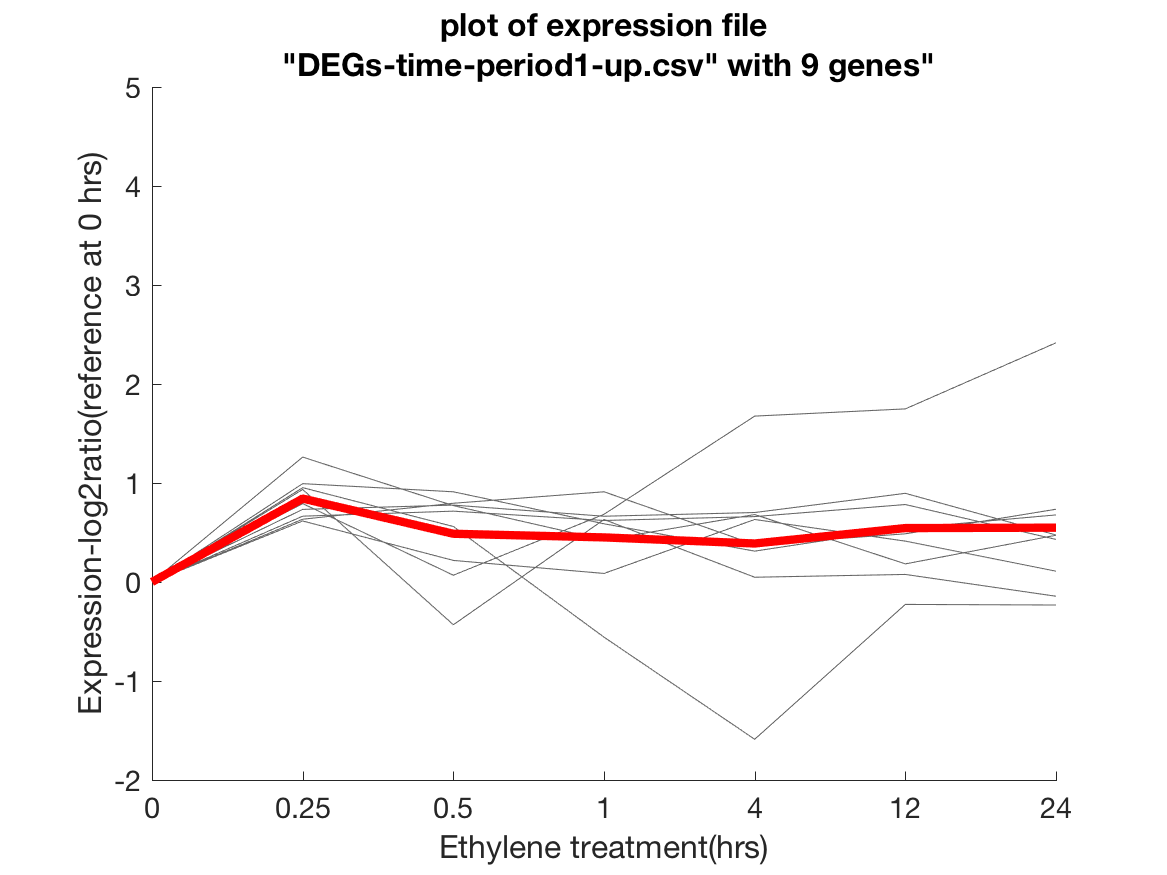 plot of expression file
"DEGs-time-period1-up.csv" with 9 genes"
5
4
3
2
1
0
-1
-2
Expression-log2ratio(reference at 0 hrs)
0 0.25 0.5 1 4 12 24
Ethylene treatment(hrs)